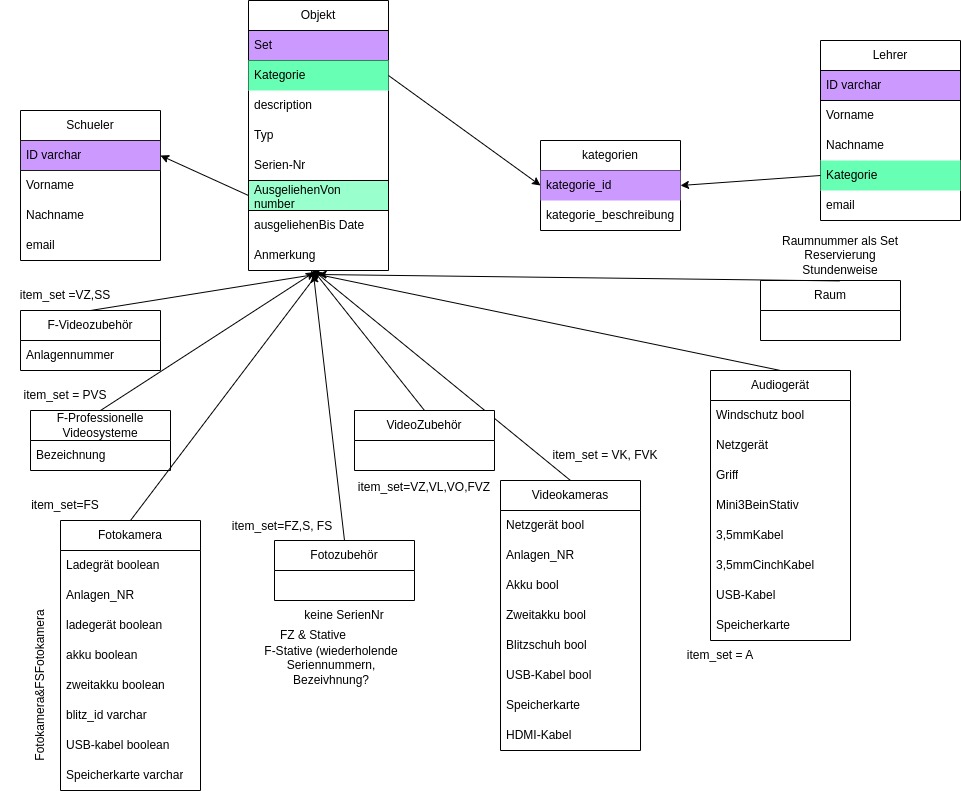 Objekt
Set
Kategorie
description
Typ
Serien-Nr
AusgeliehenVon
number
ausgeliehenBis Date
Anmerkung
Schueler
ID varchar
Vorname
Nachname
email
kategorien
kategorie_id
kategorie_beschreibung
Lehrer
ID varchar
Vorname
Nachname
Kategorie
email
Raumnummer als Set
Reservierung
Stundenweise
Raum
item_set =VZ,SS
F-Videozubehör
Anlagennummer
item_set = PVS
F-Professionelle
Videosysteme
Bezeichnung
item_set=FS
Fotokamera
Ladegrät boolean
Anlagen_NR
ladegerät boolean
akku boolean
zweitakku boolean
blitz_id varchar
USB-kabel boolean
Speicherkarte varchar
Fotokamera&FSFotokamera
item_set=FZ,S, FS
Fotozubehör
keine SerienNr
FZ & Stative
F-Stative (wiederholende
Seriennummern,
Bezeivhnung?
VideoZubehör
item_set=VZ,VL,VO,FVZ
item_set = VK, FVK
Videokameras
Netzgerät bool
Anlagen_NR
Akku bool
Zweitakku bool
Blitzschuh bool
USB-Kabel bool
Speicherkarte
HDMI-Kabel
Audiogerät
Windschutz bool
Netzgerät
Griff
Mini3BeinStativ
3,5mmKabel
3,5mmCinchKabel
USB-Kabel
Speicherkarte
item_set = A